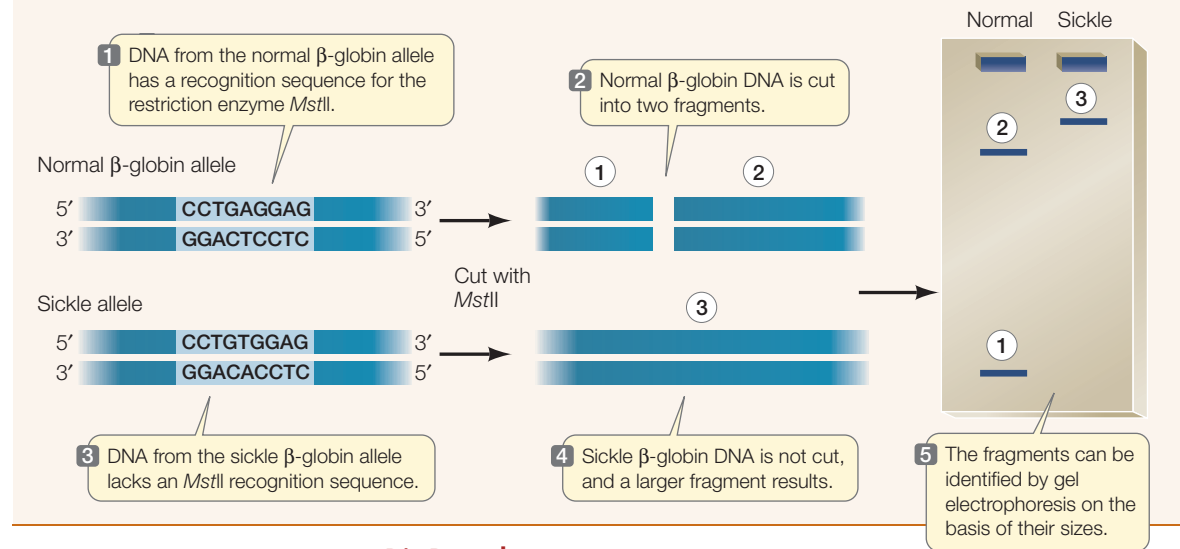 Normal Sickle
1 DNA from the normal β-globin allele
has a recognition sequence for the
restriction enzyme MstII.
2 Normal β-globin DNA is cut
into two fragments.
3
2
Normal β-globin allele
1 2
5′ CCTGAGGAG 3′
3′ GGACTCCTC 5′
Cut with
MstII
Sickle allele
3
5′ CCTGTGGAG 3′
3′ GGACACCTC 5′
1
3 DNA from the sickle β-globin allele
lacks an MstII recognition sequence.
4 Sickle β-globin DNA is not cut,
and a larger fragment results.
5 The fragments can be
identified by gel
electrophoresis on the
basis of their sizes.